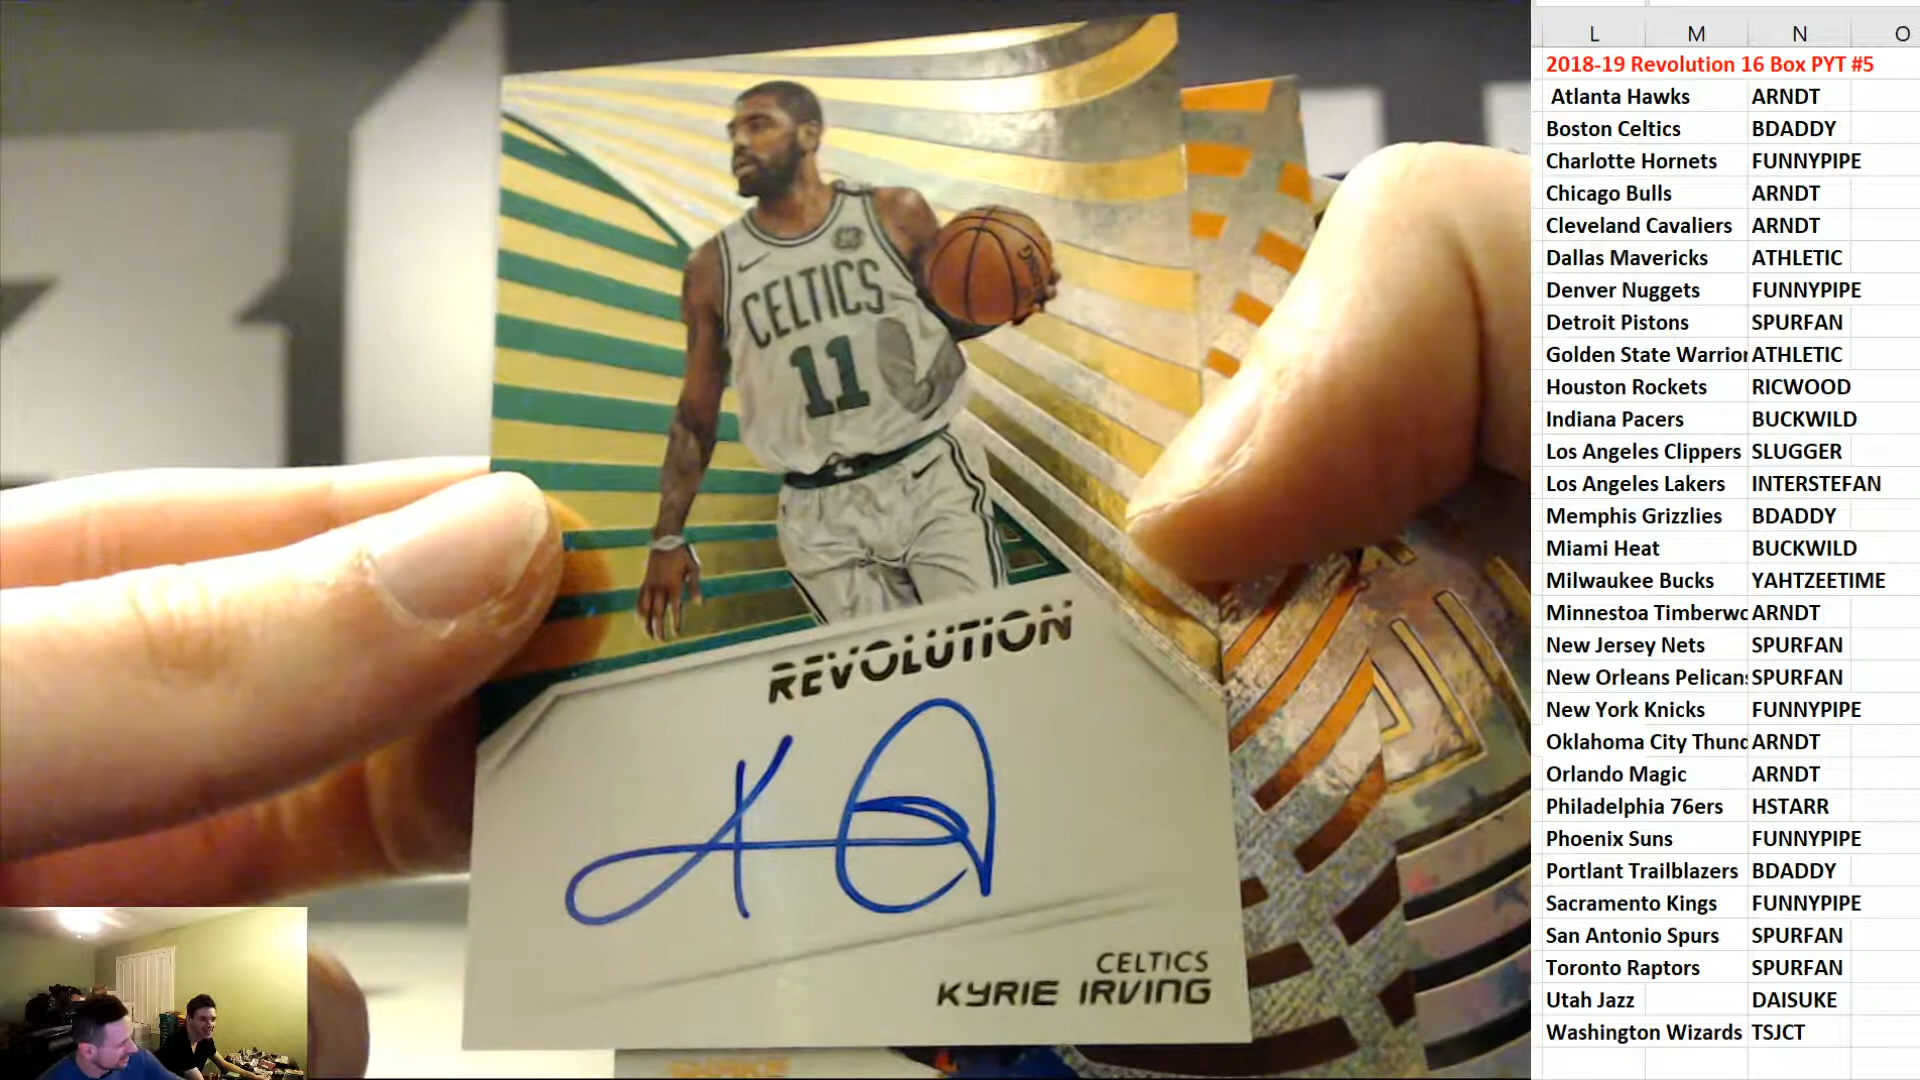 CELTICS
11
REVOLUTION
CELTICS
KYRIE IRVING
SHAKE
L M N O
2018-19 Revolution 16 Box PYT #5
Atlanta Hawks ARNDT
Boston Celtics BDADDY
Charlotte Hornets FUNNYPIPE
Chicago Bulls ARNDT
Cleveland Cavaliers ARNDT
Dallas Mavericks ATHLETIC
Denver Nuggets FUNNYPIPE
Detroit Pistons SPURFAN
Golden State Warrior ATHLETIC
Houston Rockets RICWOOD
Indiana Pacers BUCKWILD
Los Angeles Clippers SLUGGER
Los Angeles Lakers INTERSTEFAN
Memphis Grizzlies BDADDY
Miami Heat BUCKWILD
Milwaukee Bucks YAHTZEETIME
Minnestoa Timberwo ARNDT
New Jersey Nets SPURFAN
New Orleans Pelicans SPURFAN
New York Knicks FUNNYPIPE
Oklahoma City Thund ARNDT
Orlando Magic ARNDT
Philadelphia 76ers HSTARR
Phoenix Suns FUNNYPIPE
Portlant Trailblazers BDADDY
Sacramento Kings FUNNYPIPE
San Antonio Spurs SPURFAN
Toronto Raptors SPURFAN
Utah Jazz DAISUKE
Washington Wizards TSJCT